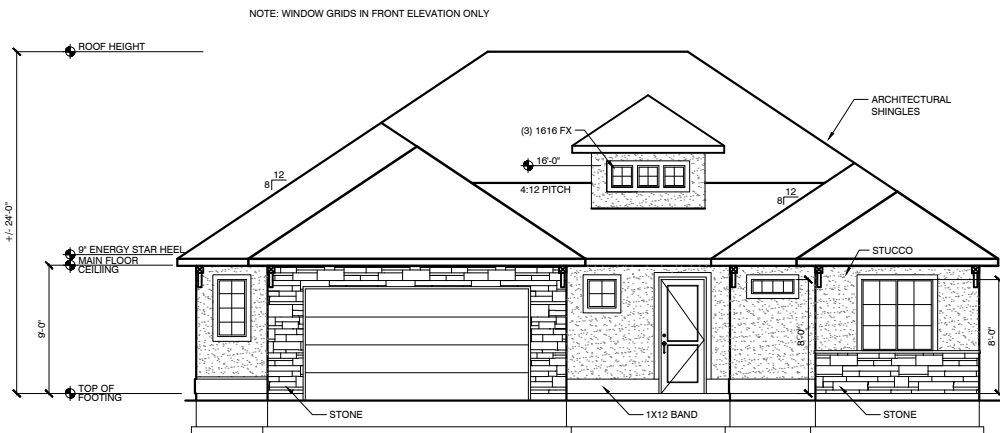 NOTE: WINDOW GRIDS IN FRONT ELEVATION ONLY
ROOF HEIGHT
ARCHITECTURAL
SHINGLES
(3) 1616 FX
16'-0"
12
8
4:12 PITCH
12
8
+/- 24'-0"
9" ENERGY STAR HEEL
MAIN FLOOR
CEILING
STUCCO
9'-0"
8'-0"
8'-0"
TOP OF
FOOTING
STONE
1X12 BAND
STONE